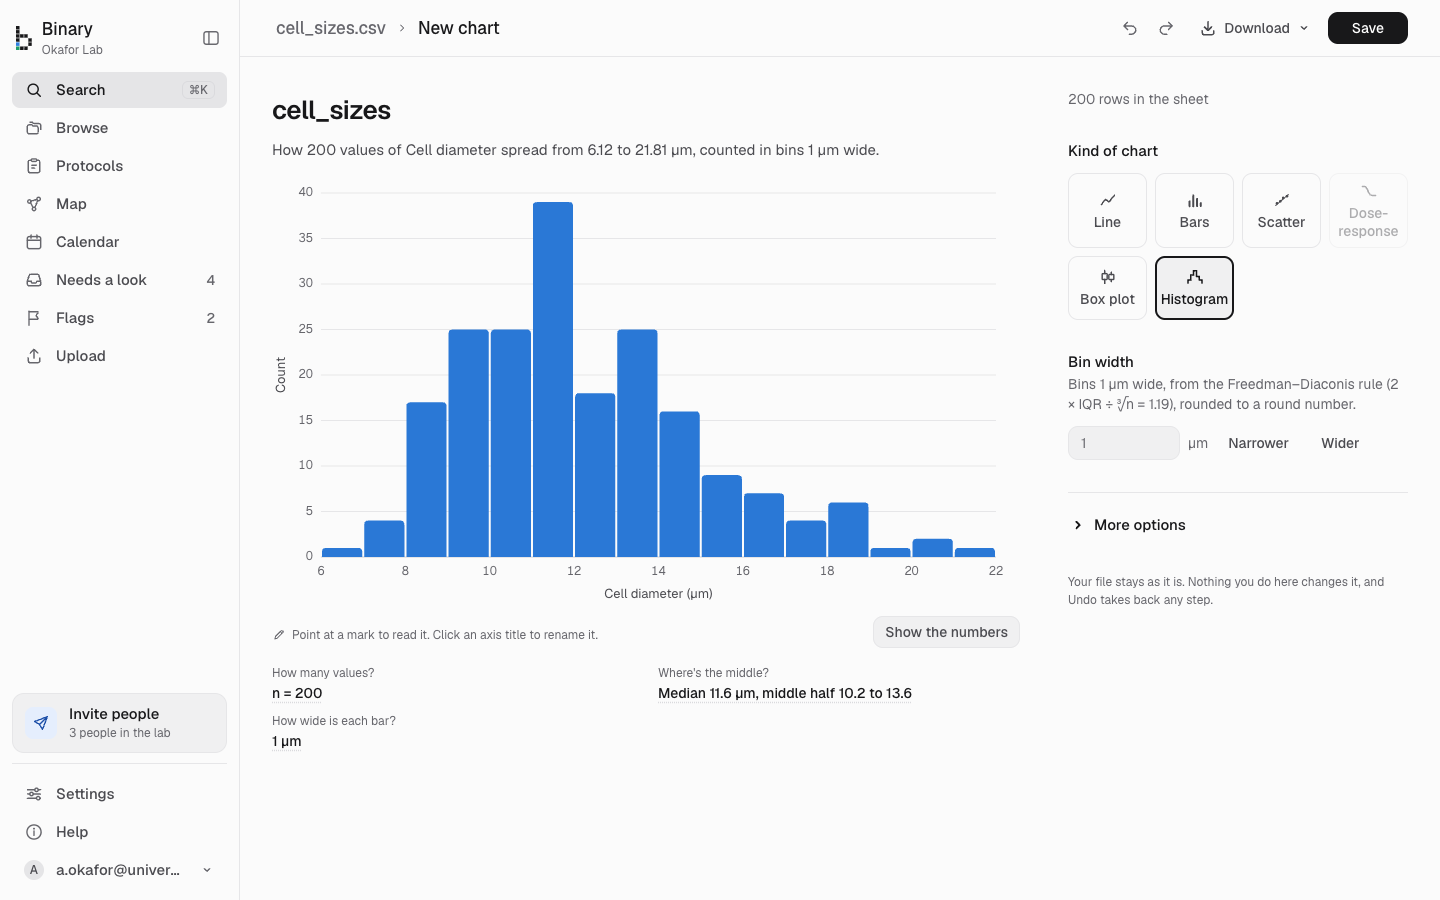 Binary
Okafor Lab
Search
⌘K
Browse
Protocols
Map
Calendar
Needs a look
4
Flags
2
Upload
Invite people
3 people in the lab
Settings
Help
A
a.okafor@univer...
cell_sizes.csv
New chart
Download
Save
cell_sizes
How 200 values of Cell diameter spread from 6.12 to 21.81 µm, counted in bins 1 µm wide.
40
35
30
25
20
15
10
5
0
Count
6 8 10 12 14 16 18 20 22
Cell diameter (µm)
Point at a mark to read it. Click an axis title to rename it.
Show the numbers
How many values?
n = 200
Where's the middle?
Median 11.6 µm, middle half 10.2 to 13.6
How wide is each bar?
1 µm
200 rows in the sheet
Kind of chart
Line
Bars
Scatter
Dose-
response
Box plot
Histogram
Bin width
Bins 1 µm wide, from the Freedman–Diaconis rule (2
× IQR ÷ ∛n = 1.19), rounded to a round number.
1
µm
Narrower
Wider
More options
Your file stays as it is. Nothing you do here changes it, and
Undo takes back any step.